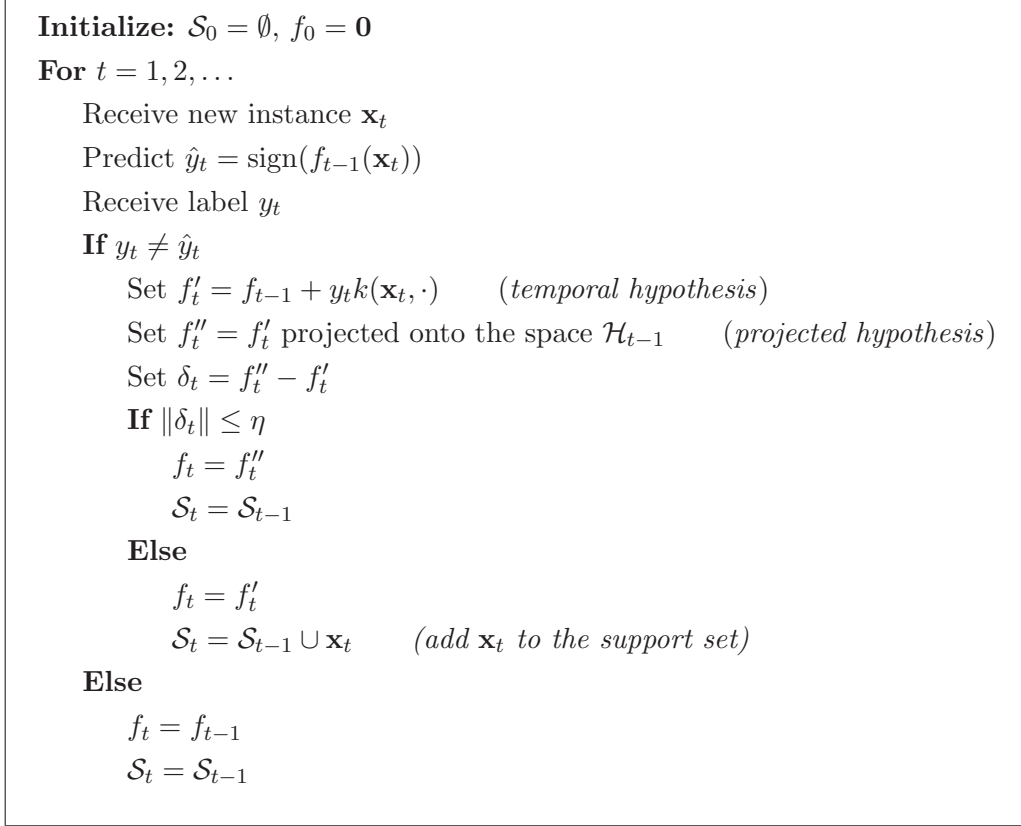 Initialize: 𝒮₀ = ∅, f₀ = 𝟎
For t = 1, 2, …
Receive new instance 𝐱ₜ
Predict ŷₜ = sign(fₜ₋₁(𝐱ₜ))
Receive label yₜ
If yₜ ≠ ŷₜ
Set f′ₜ = fₜ₋₁ + yₜk(𝐱ₜ, ·) (temporal hypothesis)
Set f″ₜ = f′ₜ projected onto the space ℋₜ₋₁ (projected hypothesis)
Set δₜ = f″ₜ − f′ₜ
If ‖δₜ‖ ≤ η
fₜ = f″ₜ
𝒮ₜ = 𝒮ₜ₋₁
Else
fₜ = f′ₜ
𝒮ₜ = 𝒮ₜ₋₁ ∪ 𝐱ₜ (add 𝐱ₜ to the support set)
Else
fₜ = fₜ₋₁
𝒮ₜ = 𝒮ₜ₋₁